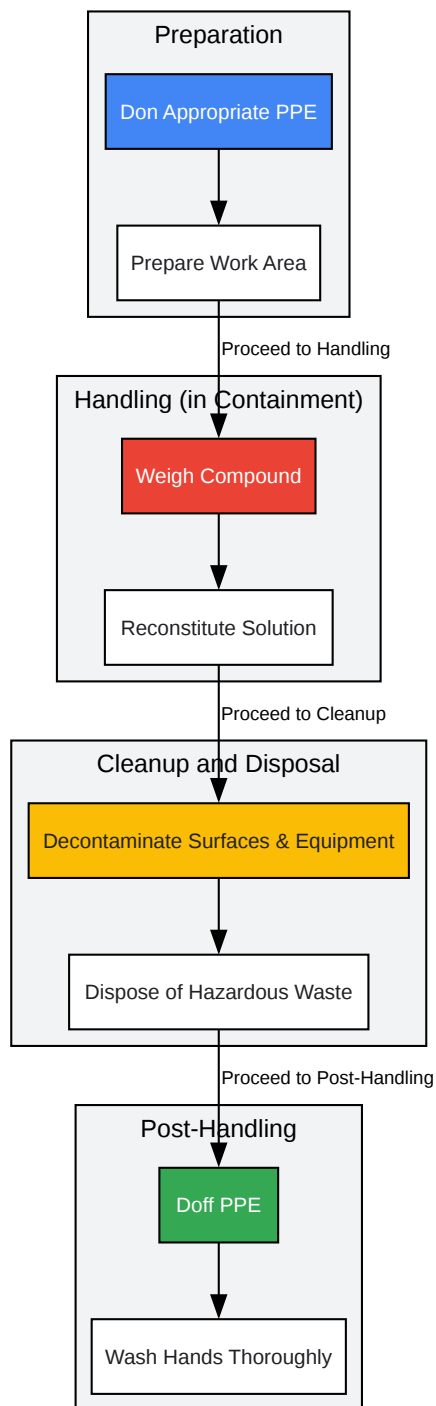 Preparation
Don Appropriate PPE
Prepare Work Area
Proceed to Handling
Handling (in Containment)
Weigh Compound
Reconstitute Solution
Proceed to Cleanup
Cleanup and Disposal
Decontaminate Surfaces & Equipment
Dispose of Hazardous Waste
Proceed to Post-Handling
Post-Handling
Doff PPE
Wash Hands Thoroughly